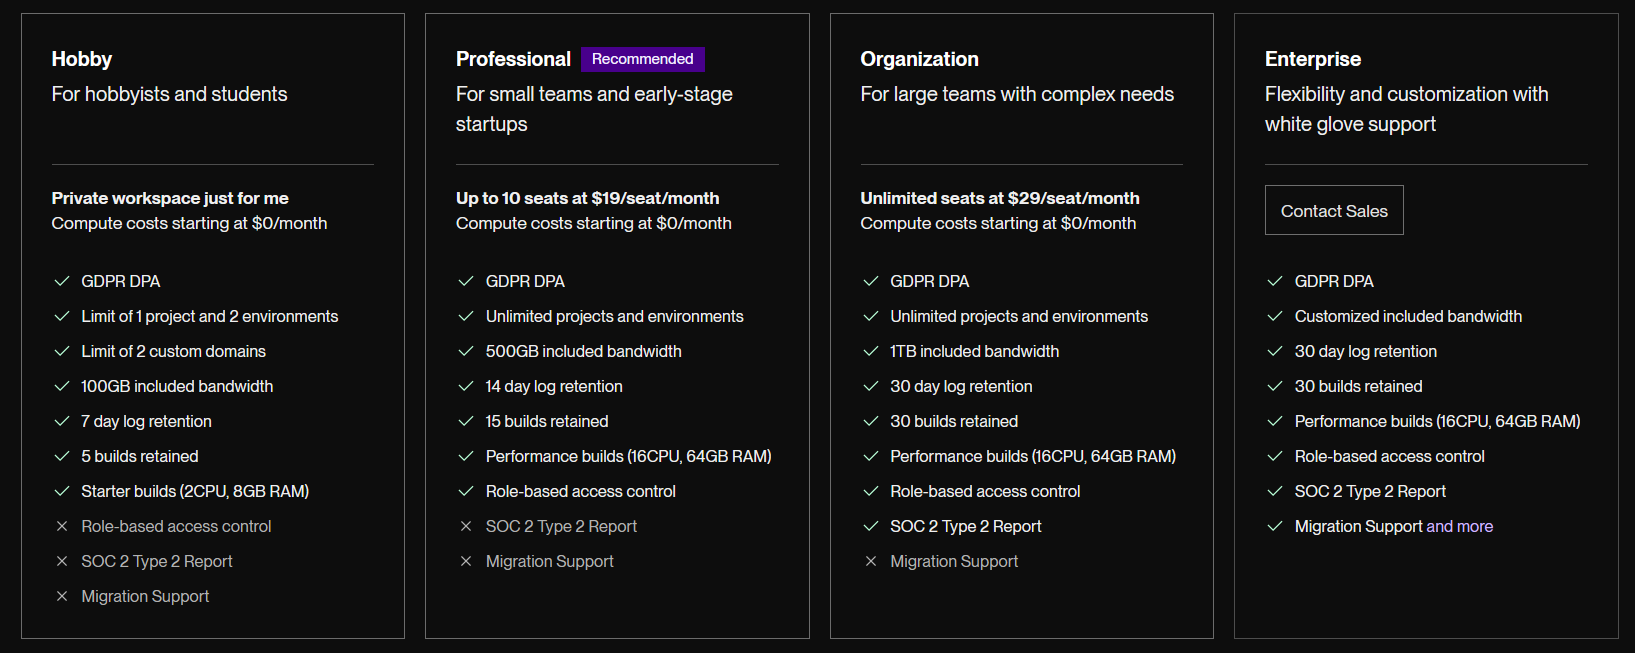 Hobby
For hobbyists and students
Private workspace just for me
Compute costs starting at $0/month
GDPR DPA
Limit of 1 project and 2 environments
Limit of 2 custom domains
100GB included bandwidth
7 day log retention
5 builds retained
Starter builds (2CPU, 8GB RAM)
Role-based access control
SOC 2 Type 2 Report
Migration Support
Professional Recommended
For small teams and early-stage
startups
Up to 10 seats at $19/seat/month
Compute costs starting at $0/month
GDPR DPA
Unlimited projects and environments
500GB included bandwidth
14 day log retention
15 builds retained
Performance builds (16CPU, 64GB RAM)
Role-based access control
SOC 2 Type 2 Report
Migration Support
Organization
For large teams with complex needs
Unlimited seats at $29/seat/month
Compute costs starting at $0/month
GDPR DPA
Unlimited projects and environments
1TB included bandwidth
30 day log retention
30 builds retained
Performance builds (16CPU, 64GB RAM)
Role-based access control
SOC 2 Type 2 Report
Migration Support
Enterprise
Flexibility and customization with
white glove support
Contact Sales
GDPR DPA
Customized included bandwidth
30 day log retention
30 builds retained
Performance builds (16CPU, 64GB RAM)
Role-based access control
SOC 2 Type 2 Report
Migration Support and more